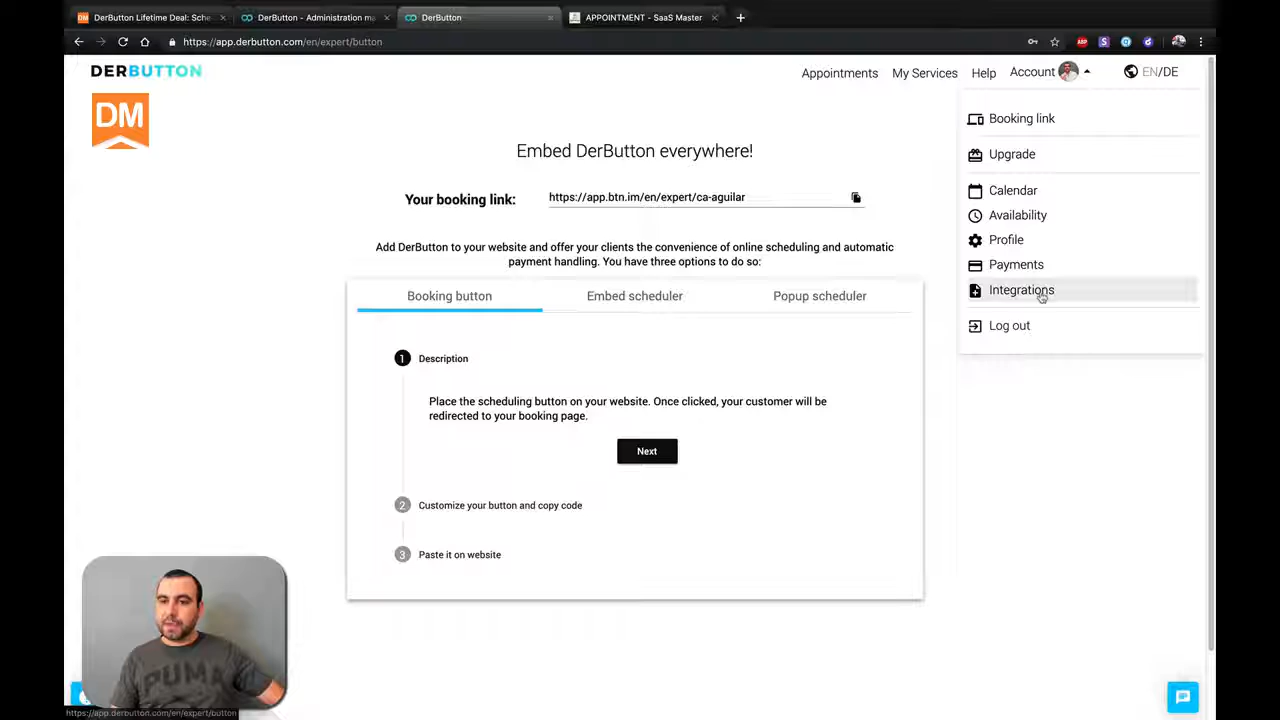 DerButton Lifetime Deal: Sche
DerButton - Administration ma
DerButton
APPOINTMENT - SaaS Master
https://app.derbutton.com/en/expert/button
ABP
DERBUTTON
Appointments
My Services
Help
Account
EN/DE
DM
Booking link
Upgrade
Calendar
Availability
Profile
Payments
Integrations
Log out
Embed DerButton everywhere!
Your booking link:
https://app.btn.im/en/expert/ca-aguilar
Add DerButton to your website and offer your clients the convenience of online scheduling and automatic
payment handling. You have three options to do so:
Booking button
Embed scheduler
Popup scheduler
1 Description
Place the scheduling button on your website. Once clicked, your customer will be
redirected to your booking page.
Next
2 Customize your button and copy code
3 Paste it on website
PUMA
https://app.derbutton.com/en/expert/button